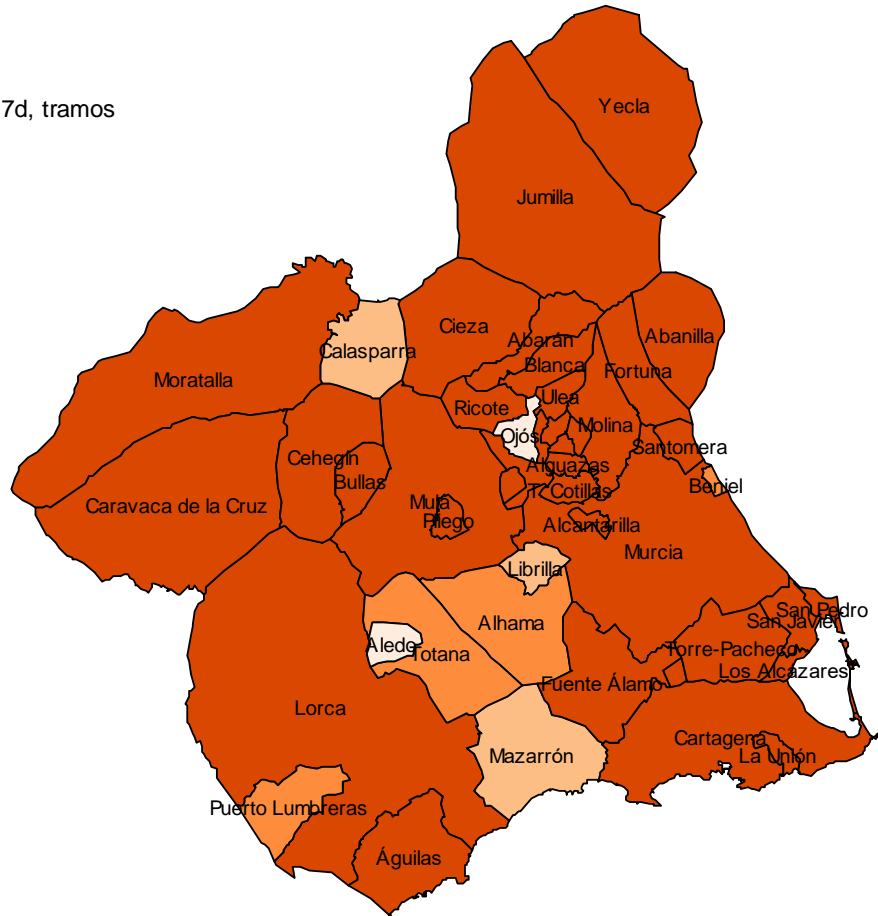 Yecla
7d, tramos
Jumilla
Cieza
Abarán
Abanilla
Calasparra
Blanca
Fortuna
Moratalla
Ulea
Ricote
Molina
Ojós
Santomera
Cehegín
Alguazas
Bullas
Beniel
T. Cotillas
Caravaca de la Cruz
Mula
Pliego
Alcantarilla
Murcia
Librilla
San Pedro
Alhama
San Javier
Aledo
Totana
Torre-Pacheco
Los Alcázares
Fuente Álamo
Lorca
Cartagena
Mazarrón
La Unión
Puerto Lumbreras
Águilas